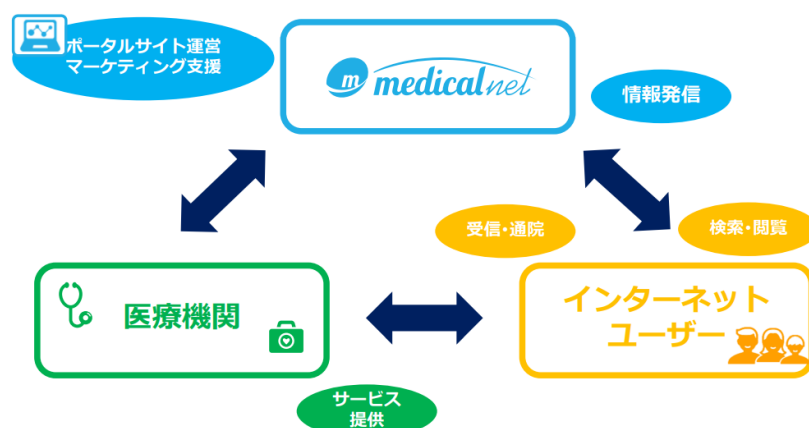 ポータルサイト運営
マーケティング支援
m medicalnet
情報発信
受信・通院
検索・閲覧
医療機関
インターネット
ユーザー
サービス
提供